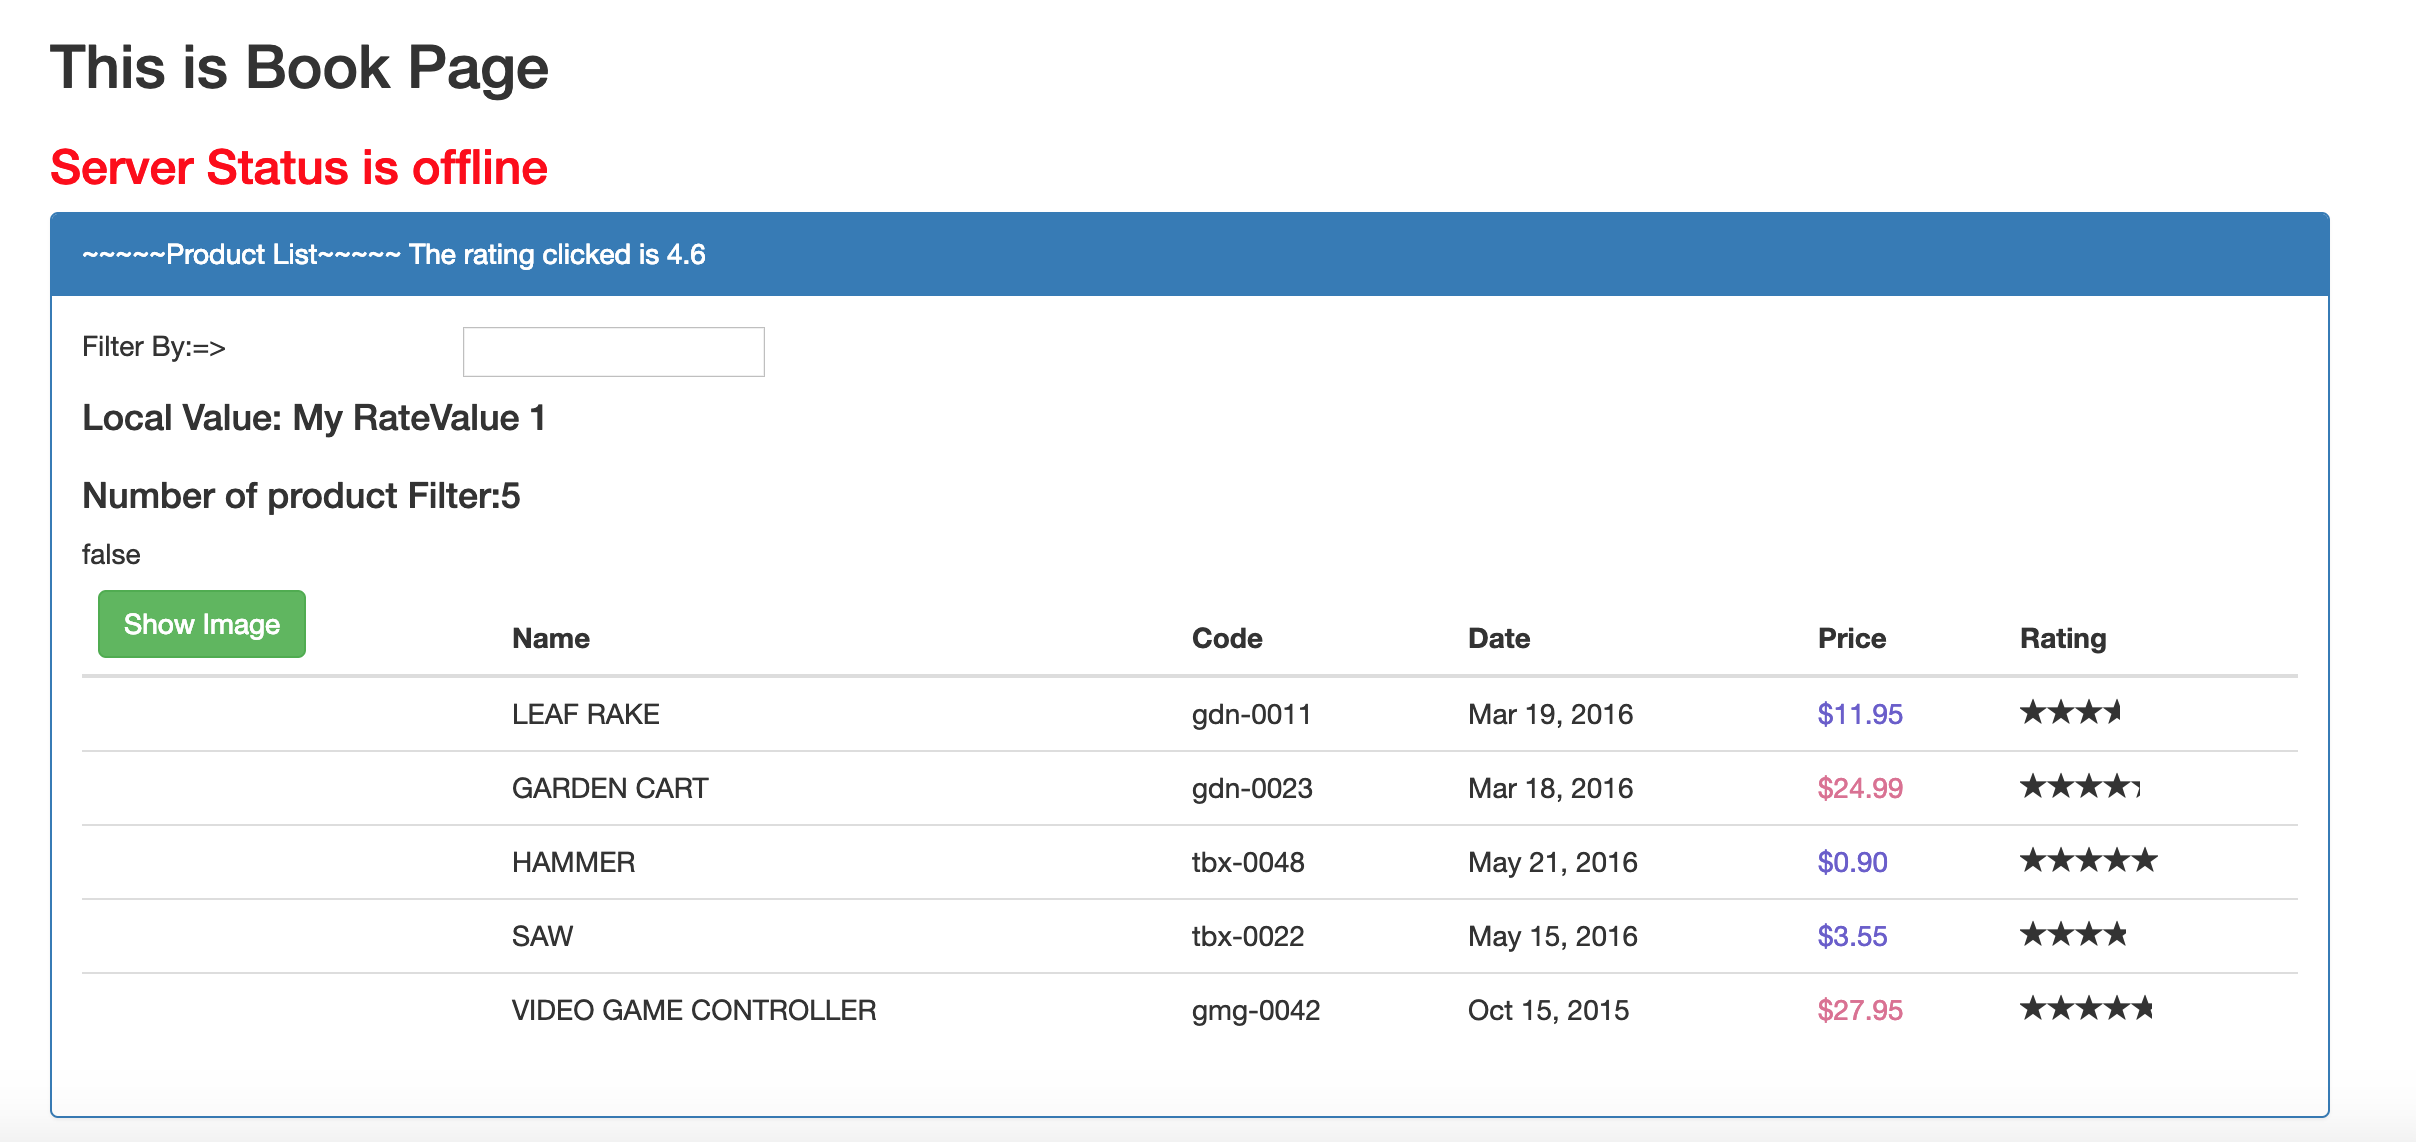 This is Book Page
Server Status is offline
~~~~~Product List~~~~~ The rating clicked is 4.6
Filter By:=>
Local Value: My RateValue 1
Number of product Filter:5
false
Show Image Name Code Date Price Rating
LEAF RAKE gdn-0011 Mar 19, 2016 $11.95
GARDEN CART gdn-0023 Mar 18, 2016 $24.99
HAMMER tbx-0048 May 21, 2016 $0.90
SAW tbx-0022 May 15, 2016 $3.55
VIDEO GAME CONTROLLER gmg-0042 Oct 15, 2015 $27.95